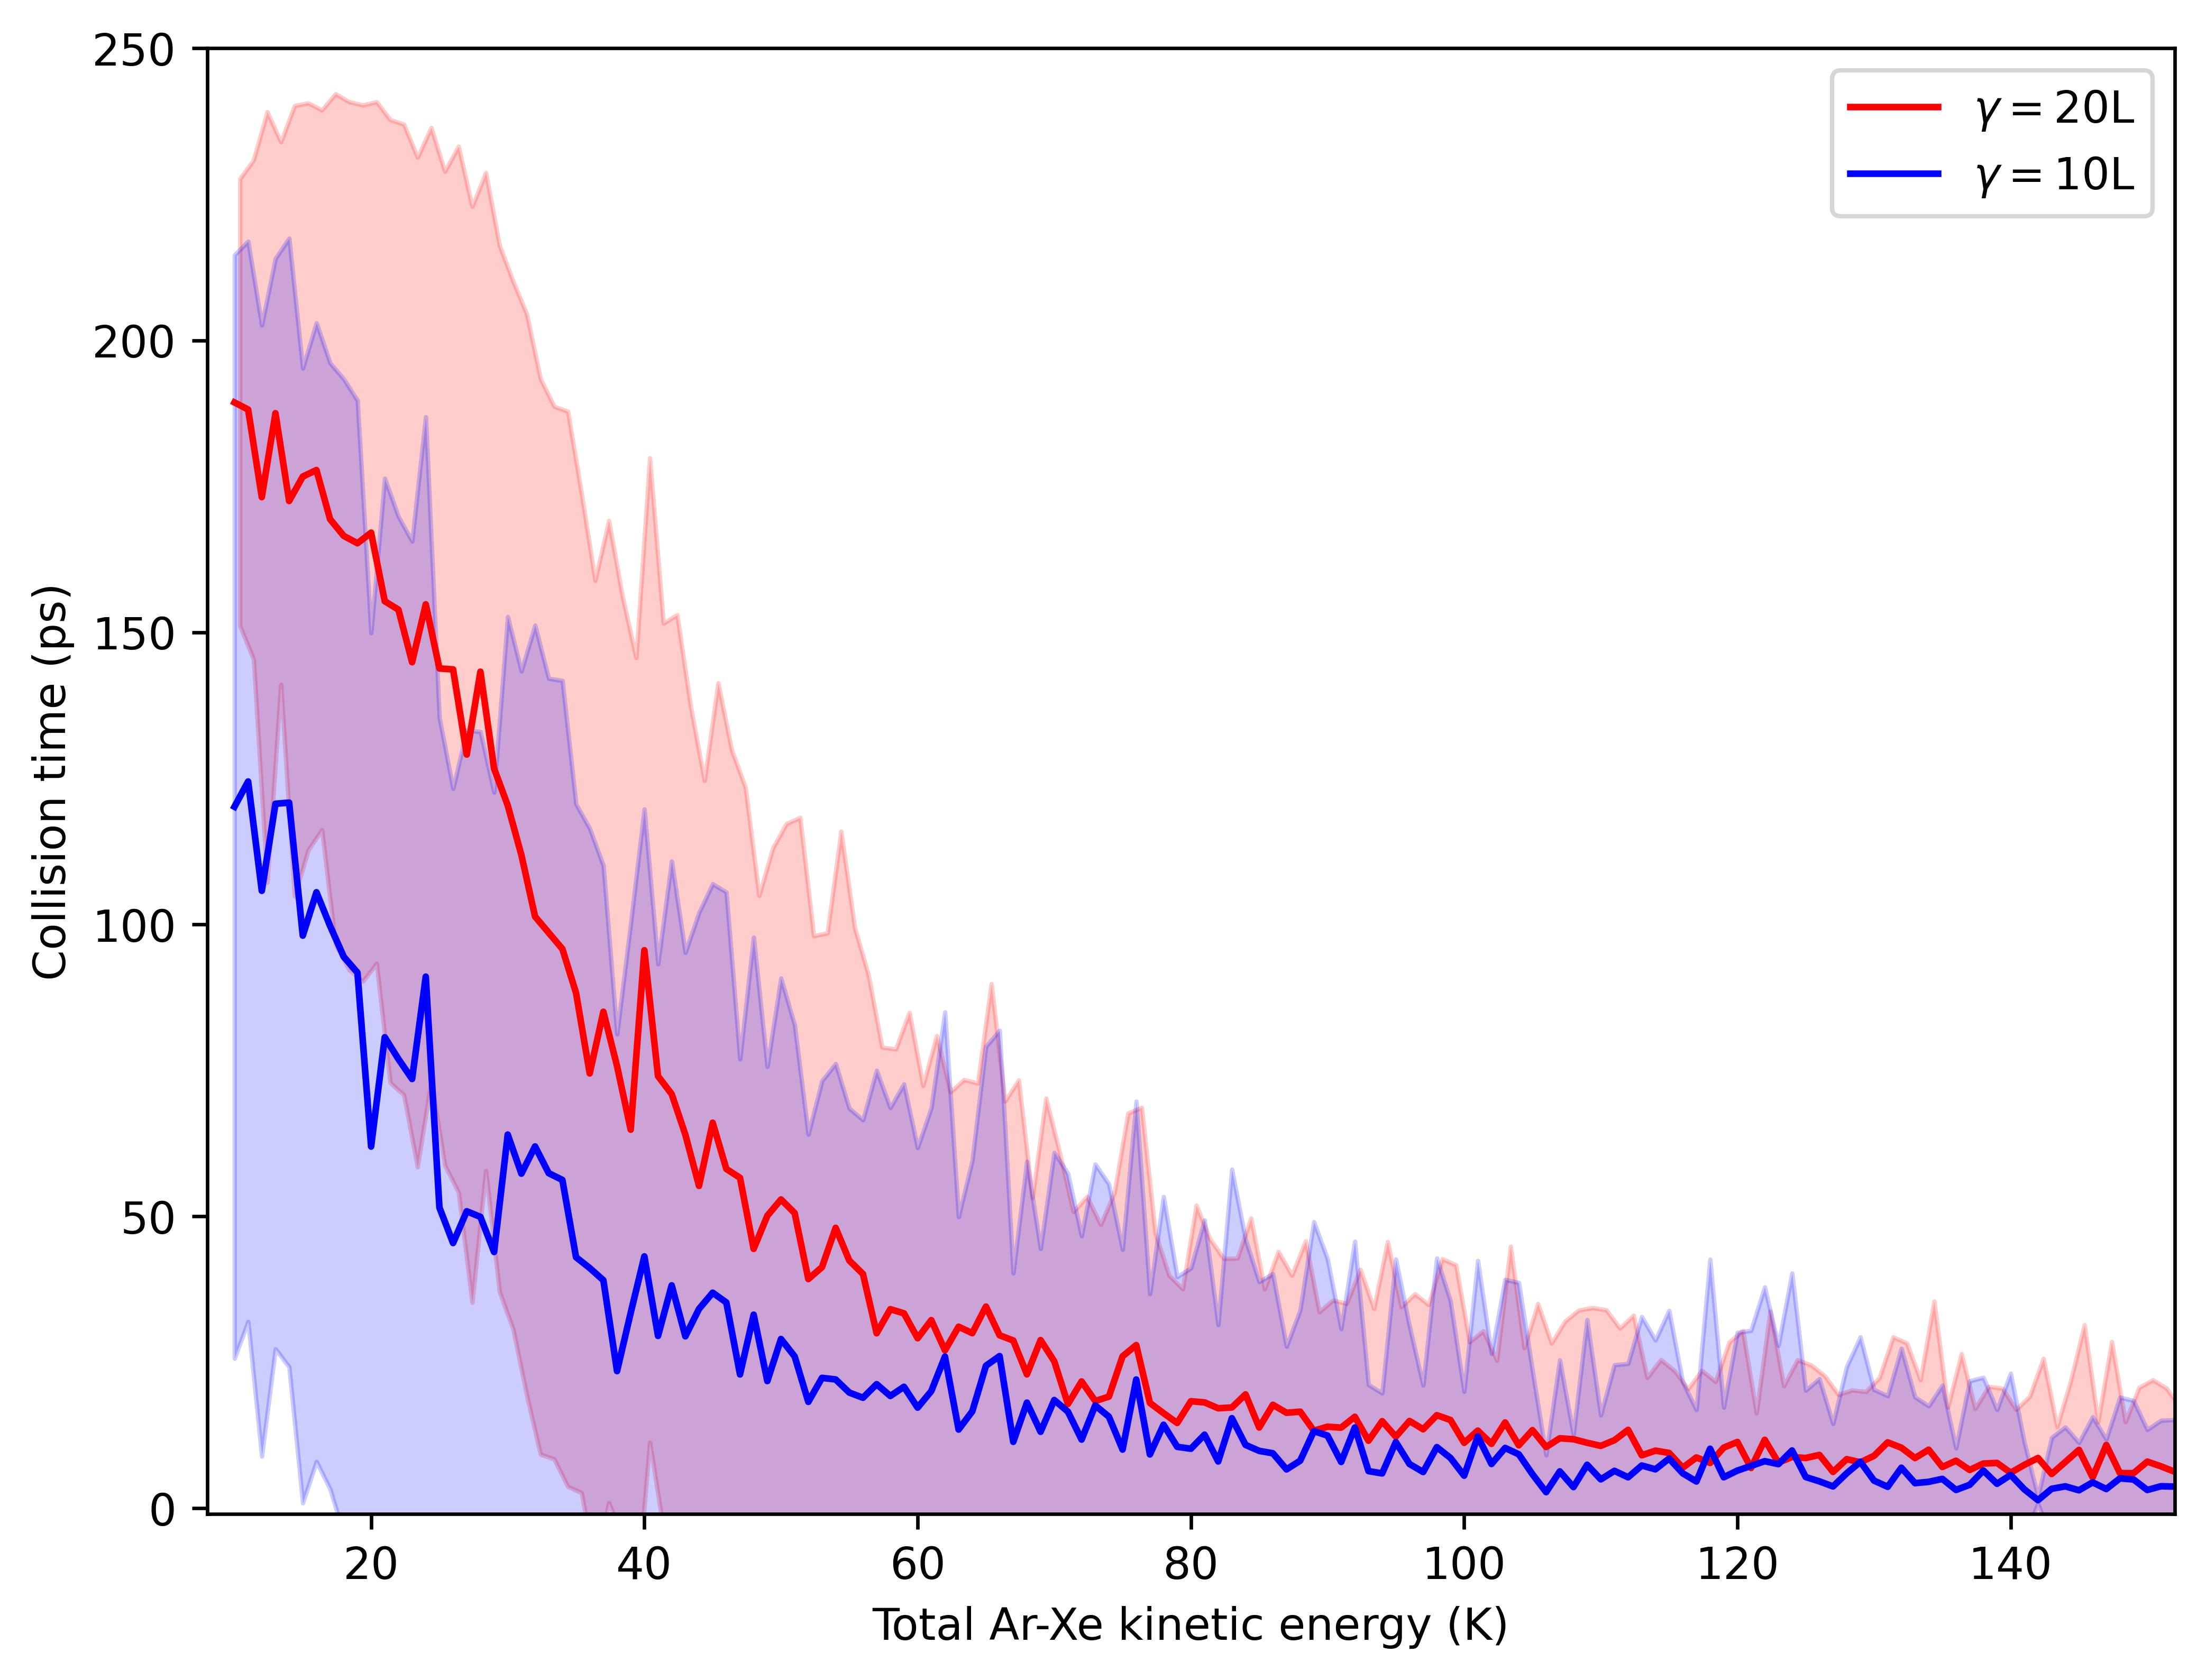 250
200
150
100
50
0
Collision time (ps)
γ = 20L
γ = 10L
20 40 60 80 100 120 140
Total Ar-Xe kinetic energy (K)